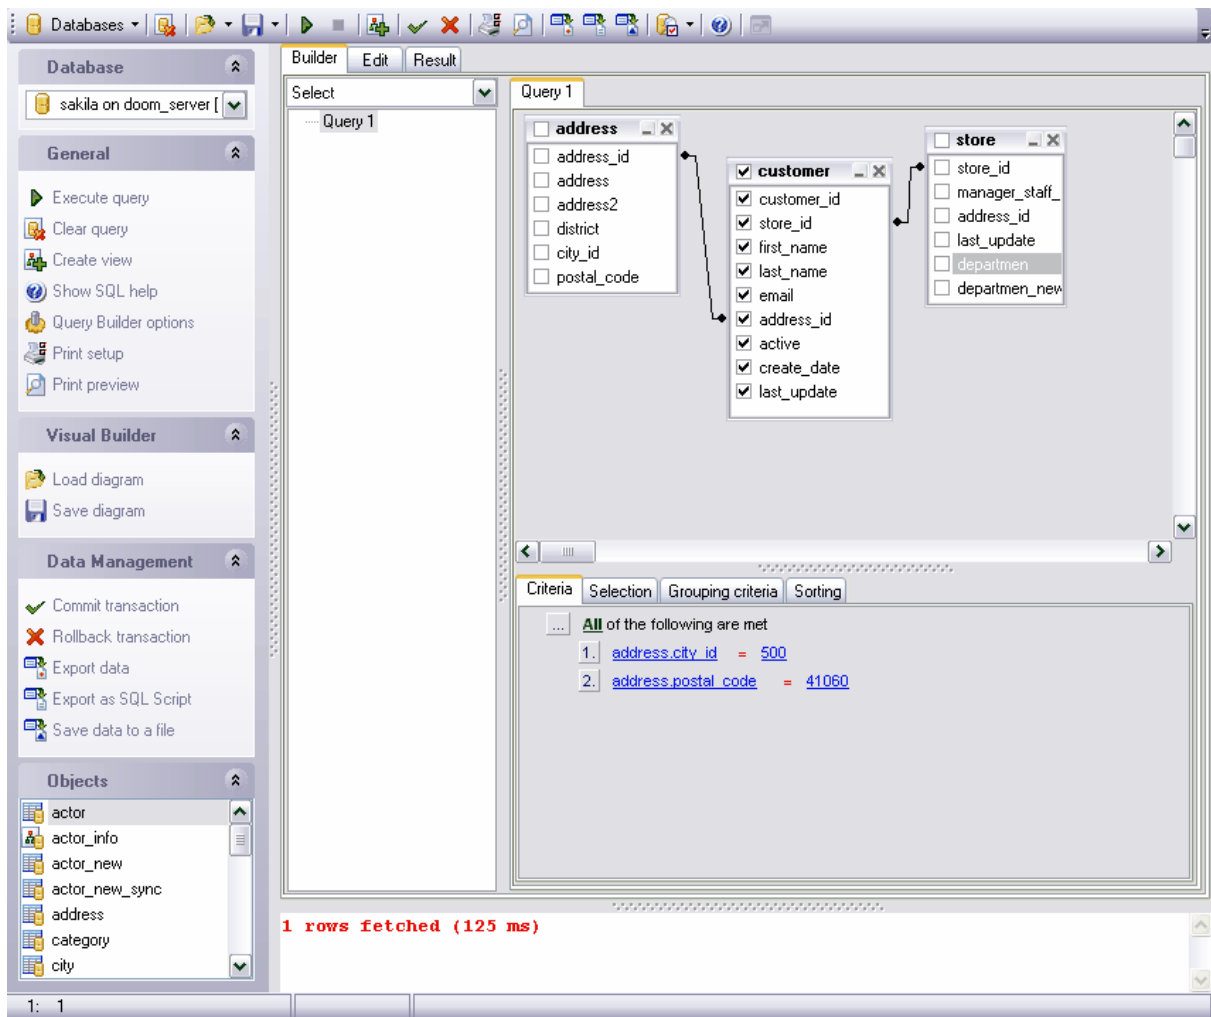 Databases
Database
sakila on doom_server [
General
Execute query
Clear query
Create view
Show SQL help
Query Builder options
Print setup
Print preview
Visual Builder
Load diagram
Save diagram
Data Management
Commit transaction
Rollback transaction
Export data
Export as SQL Script
Save data to a file
Objects
actor
actor_info
actor_new
actor_new_sync
address
category
city
Builder Edit Result
Select
Query 1
Query 1
address
address_id
address
address2
district
city_id
postal_code
customer
customer_id
store_id
first_name
last_name
email
address_id
active
create_date
last_update
store
store_id
manager_staff_
address_id
last_update
departmen
departmen_new
Criteria Selection Grouping criteria Sorting
... All of the following are met
1. address.city_id = 500
2. address.postal_code = 41060
1 rows fetched (125 ms)
1: 1